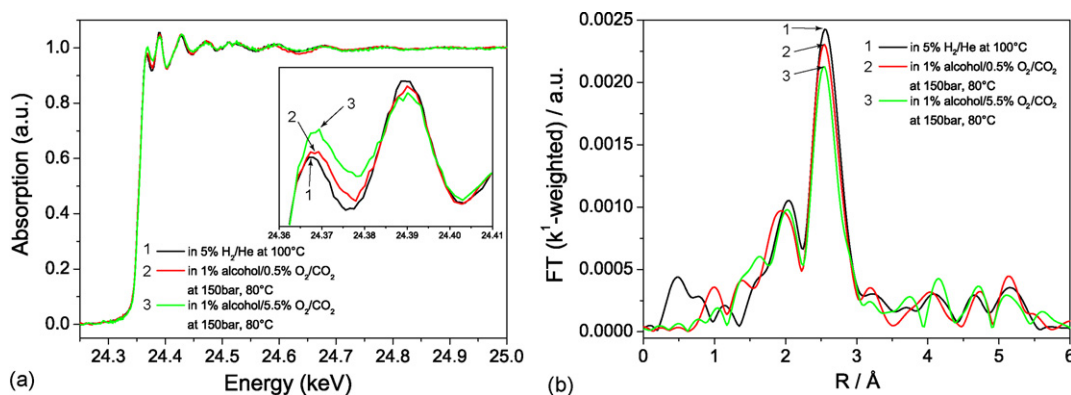 1.0
0.8
0.6
0.4
0.2
0.0
Absorption (a.u.)
24.3 24.4 24.5 24.6 24.7 24.8 24.9 25.0
Energy (keV)
(a)
3
2
1
24.36 24.37 24.38 24.39 24.40 24.41
1 in 5% H₂/He at 100°C
2 in 1% alcohol/0.5% O₂/CO₂
at 150bar, 80°C
3 in 1% alcohol/5.5% O₂/CO₂
at 150bar, 80°C
0.0025
0.0020
0.0015
0.0010
0.0005
0.0000
FT (k¹-weighted) / a.u.
0 1 2 3 4 5 6
R / Å
(b)
1
2
3
1 in 5% H₂/He at 100°C
2 in 1% alcohol/0.5% O₂/CO₂
at 150bar, 80°C
3 in 1% alcohol/5.5% O₂/CO₂
at 150bar, 80°C